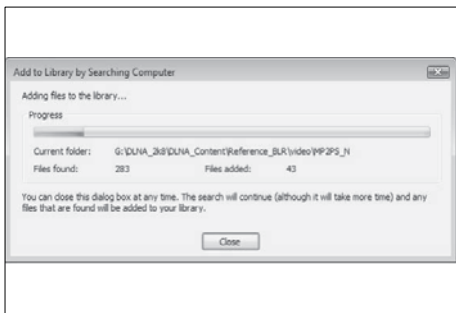 Add to Library by Searching Computer
Adding files to the library...
Progress
Current folder: G:\DLNA_2k8\DLNA_Content\Reference_BLR\video\MP2PS_N
Files found: 283 Files added: 43
You can close this dialog box at any time. The search will continue (although it will take more time) and any
files that are found will be added to your library.
Close